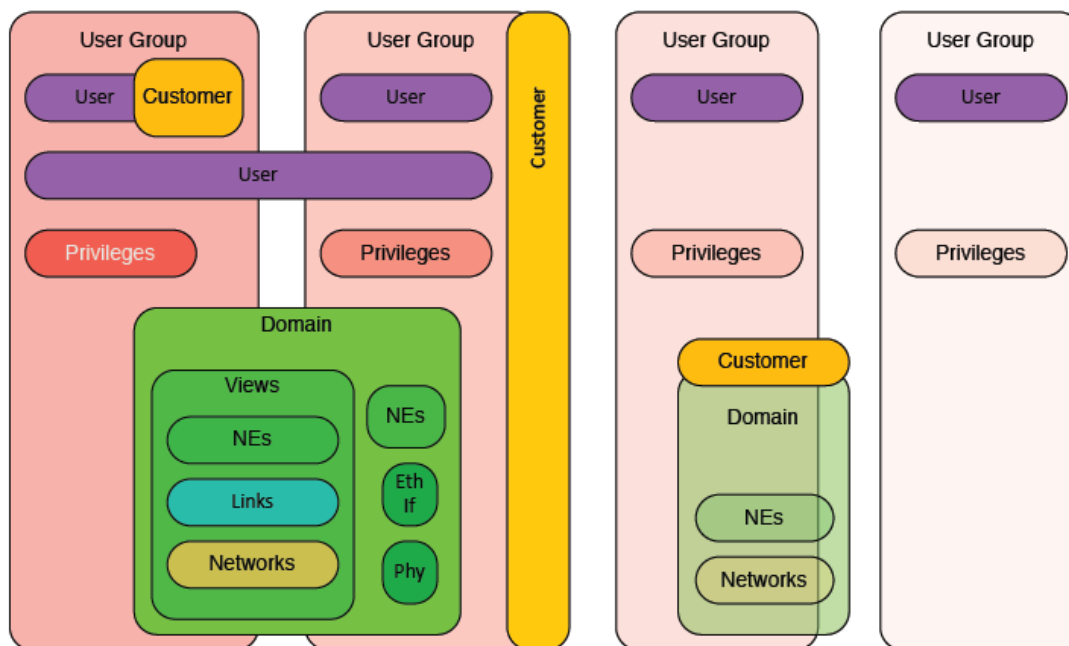 User Group
User Group
User Group
User Group
User
Customer
User
User
User
Customer
User
Privileges
Privileges
Privileges
Privileges
Domain
Views
NEs
NEs
Links
Eth
If
Networks
Phy
Customer
Domain
NEs
Networks